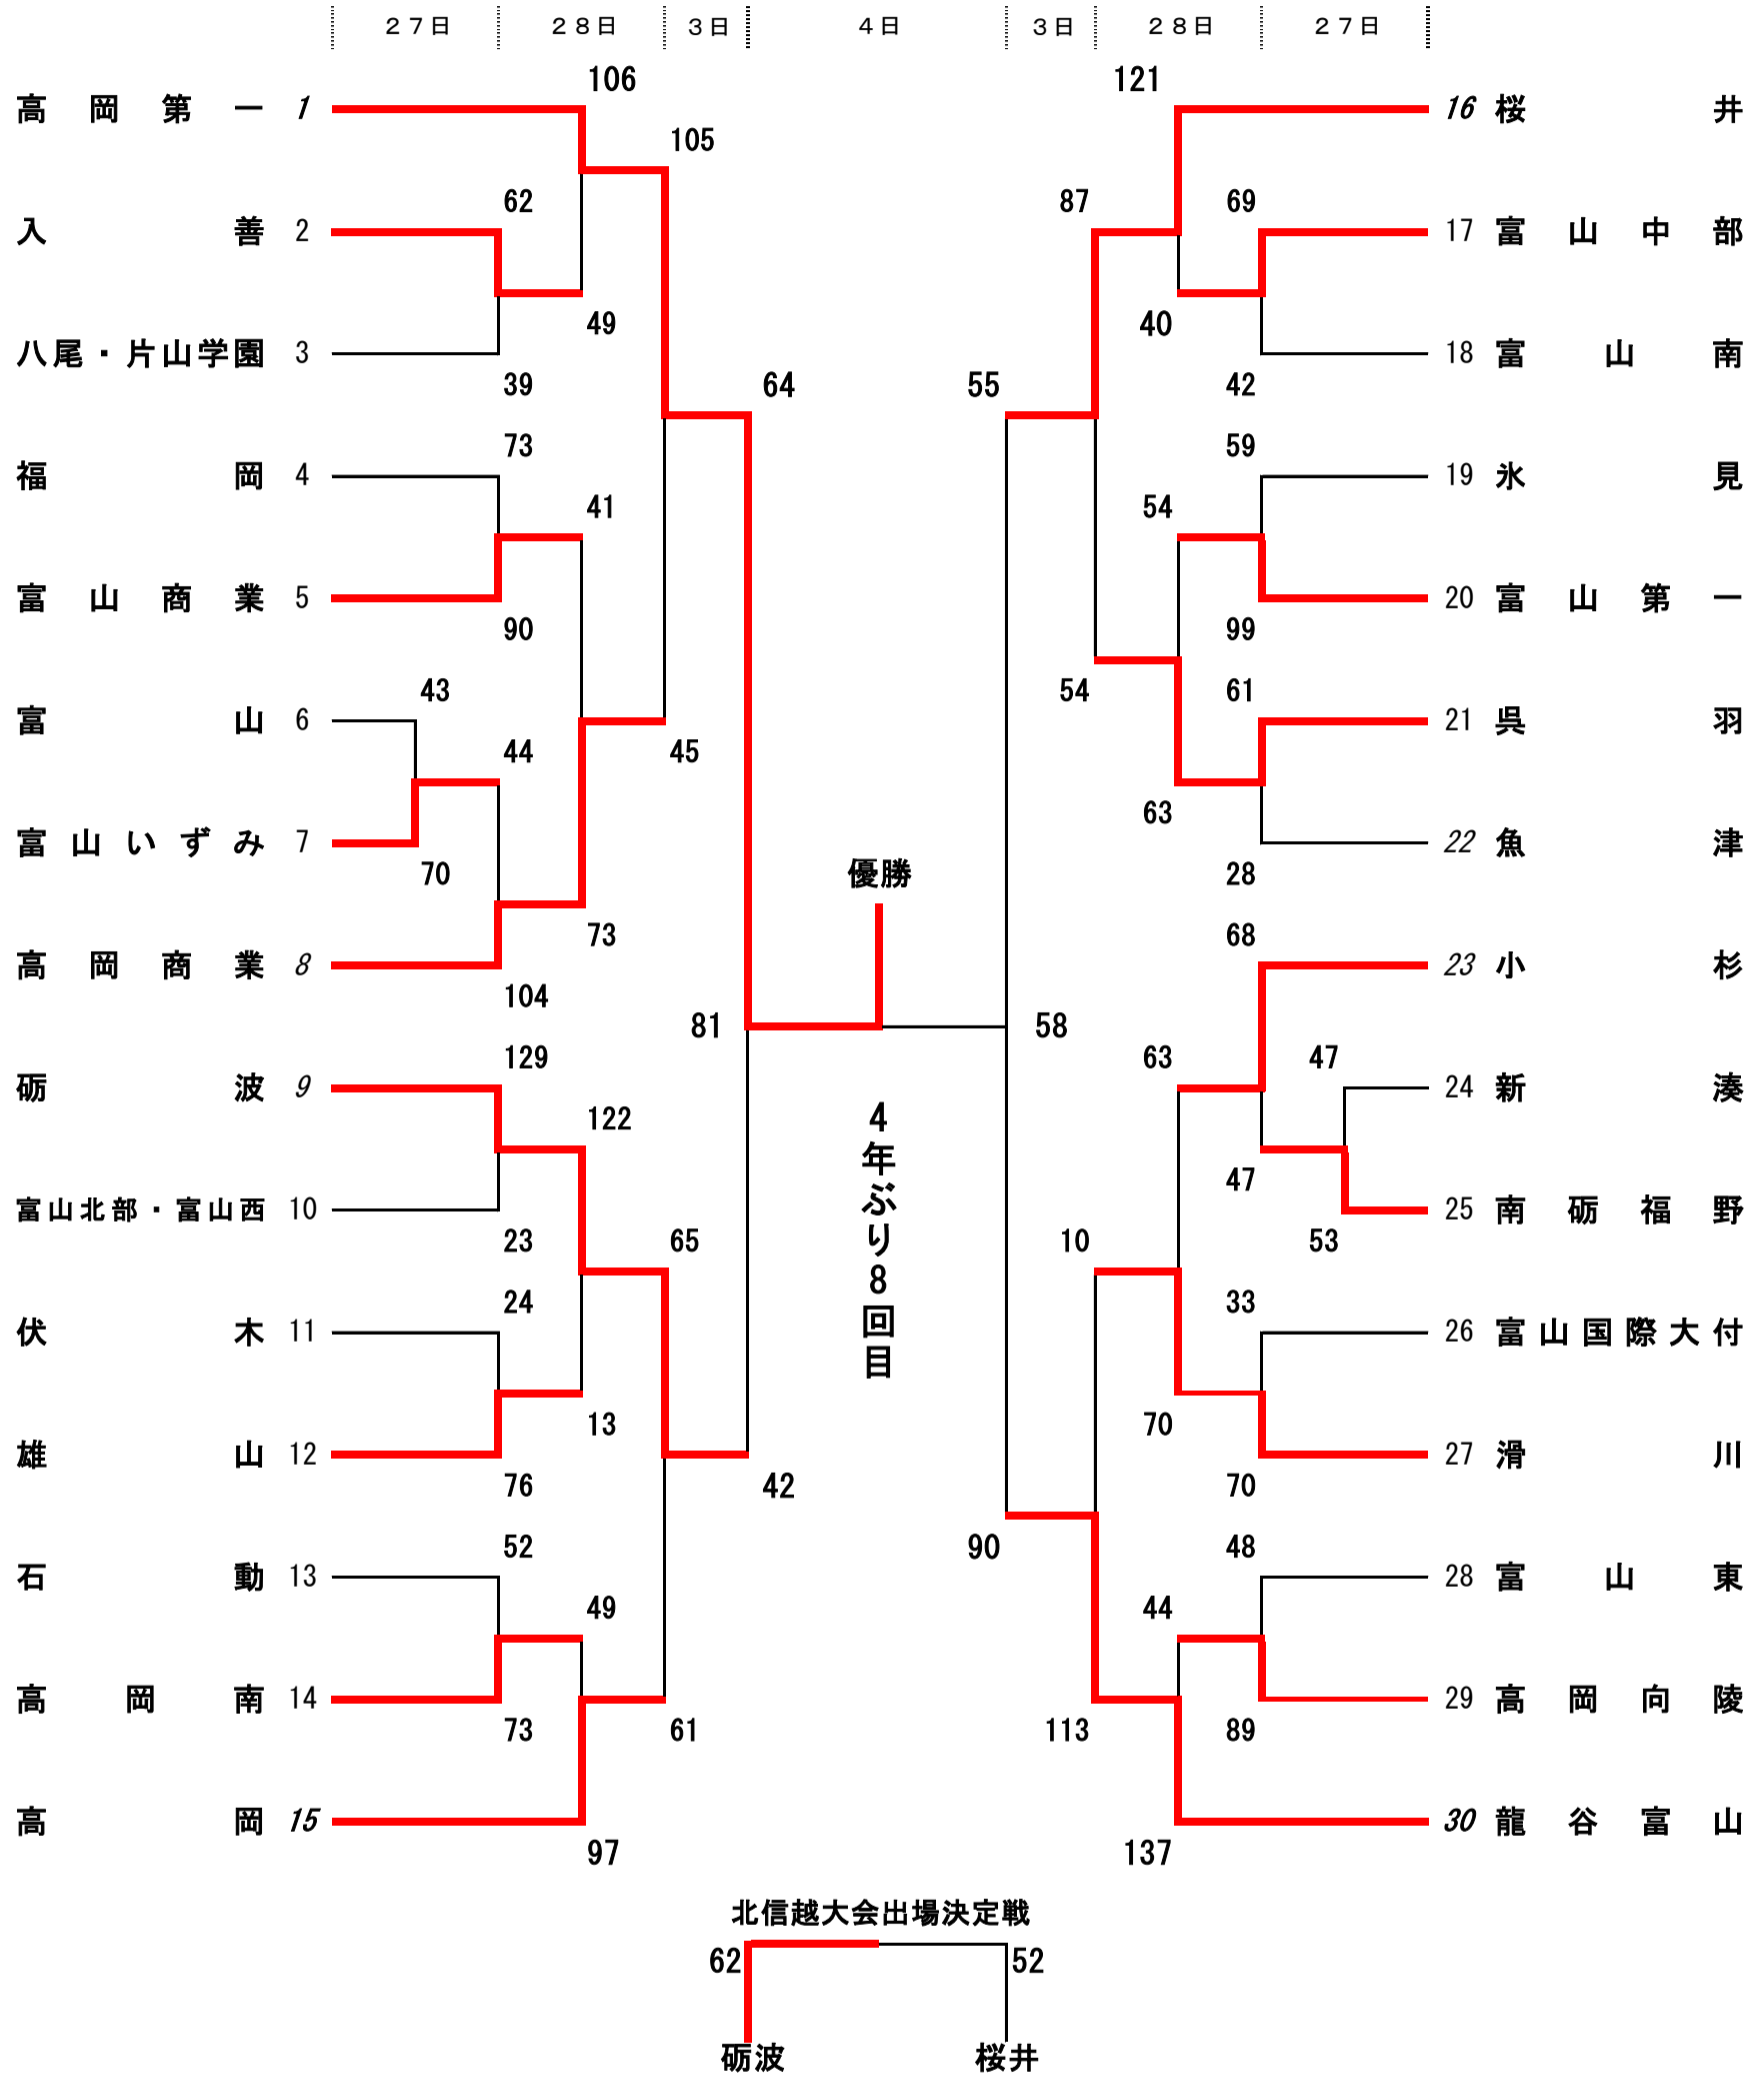 27日 28日 3日 4日 3日 28日 27日
106 121
高岡第一 1 16 桜井
105
62 87 69
入善 2 17 富山中部
49 40
八尾・片山学園 3 18 富山南
39 64 55 42
73 59
福岡 4 19 氷見
41 54
富山商業 5 20 富山第一
90 99
43 54 61
富山 6 21 呉羽
44 45
63
富山いずみ 7 22 魚津
70 優勝 28
73 68
高岡商業 8 23 小杉
104
81 58
129 63 47
砺波 9 24 新湊
122
47
富山北部・富山西 10 25 南砺福野
23 65 10 53
24 33
伏木 11 26 富山国際大付
4年ぶり8回目
13 70
雄山 12 27 滑川
76 42 70
52 90 48
石動 13 28 富山東
49 44
高岡南 14 29 高岡向陵
73 61 113 89
高岡 15 30 龍谷富山
97 137
北信越大会出場決定戦
62 52
砺波 桜井